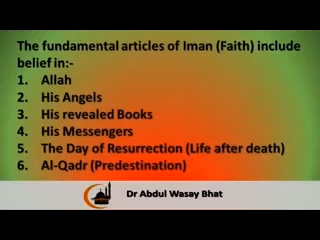 The fundamental articles of Iman (Faith) include
belief in:-
1. Allah
2. His Angels
3. His revealed Books
4. His Messengers
5. The Day of Resurrection (Life after death)
6. Al-Qadr (Predestination)
Dr Abdul Wasay Bhat